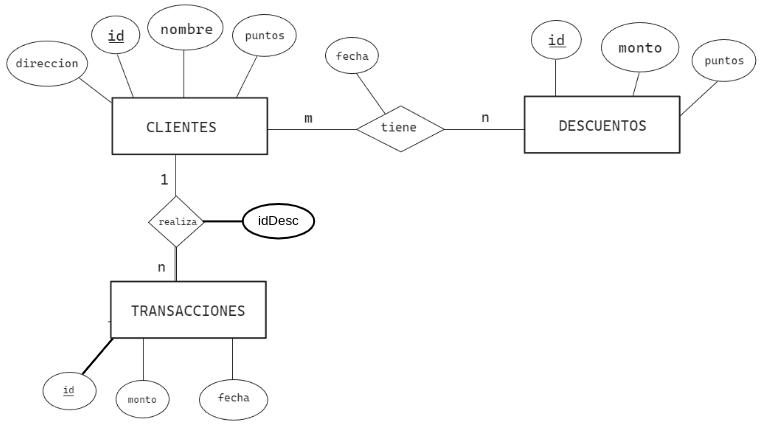 id
nombre
puntos
direccion
CLIENTES
m
fecha
tiene
n
id
monto
puntos
DESCUENTOS
1
realiza
idDesc
n
TRANSACCIONES
id
monto
fecha